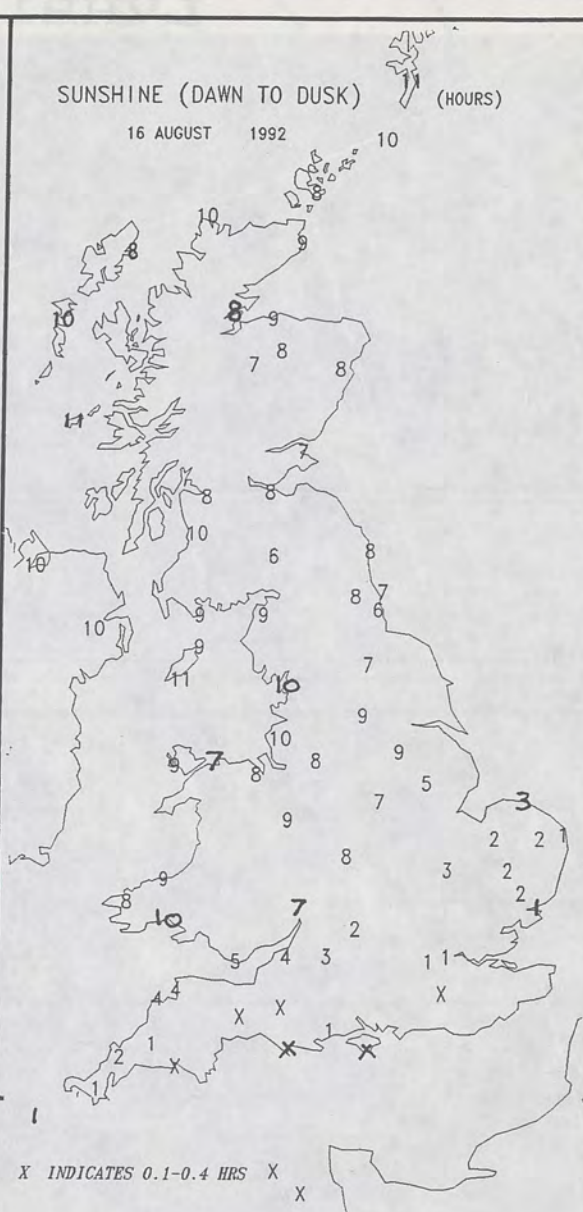 SUNSHINE (DAWN TO DUSK) 11 (HOURS)
16 AUGUST 1992 10
8
10
9
8
10 8 9
8
7 8
11
7
8 8
10
8
6
10
8 7
6
9 9
10
9 7
11 10
9
10 9
9 7 8 8 5
7 3
9 2 2 1
8
3 2
9 2
8 7 1
10 2
5 4 3 1 1
4
4 X
X X
1
1 X X
2
X
1
1
X INDICATES 0.1-0.4 HRS X
X